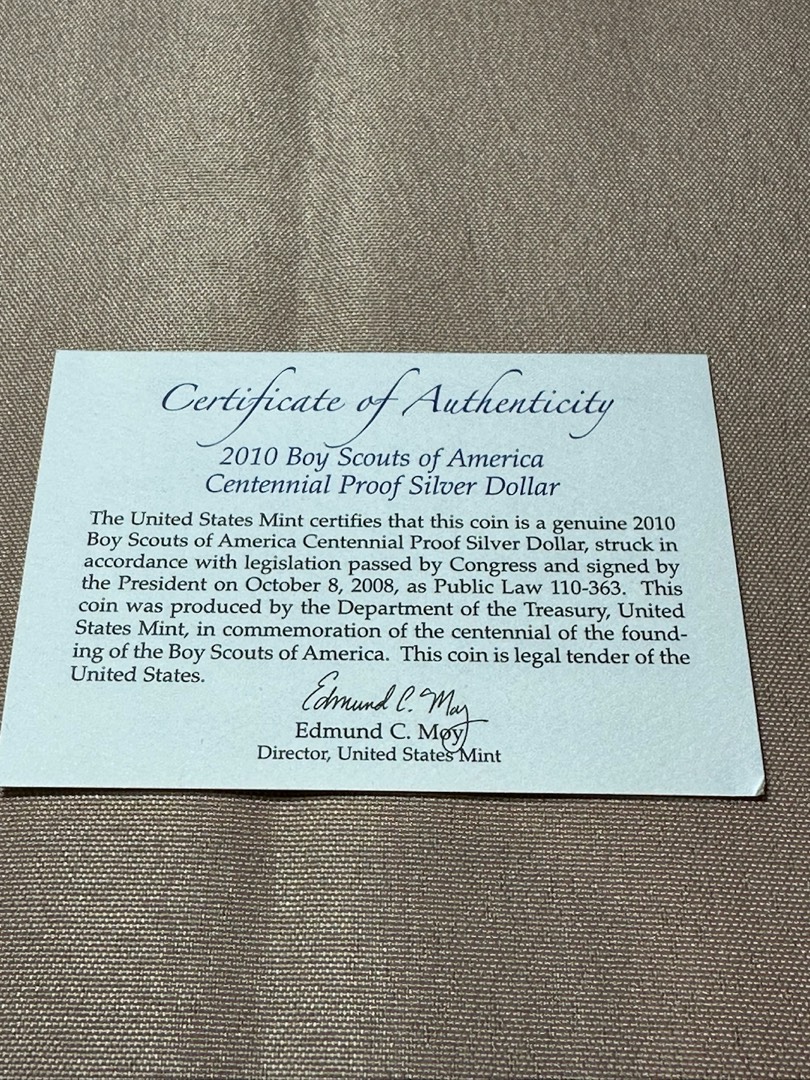 Certificate of Authenticity
2010 Boy Scouts of America
Centennial Proof Silver Dollar
The United States Mint certifies that this coin is a genuine 2010
Boy Scouts of America Centennial Proof Silver Dollar, struck in
accordance with legislation passed by Congress and signed by
the President on October 8, 2008, as Public Law 110-363. This
coin was produced by the Department of the Treasury, United
States Mint, in commemoration of the centennial of the found-
ing of the Boy Scouts of America. This coin is legal tender of the
United States.
Edmund C. Moy
Edmund C. Moy
Director, United States Mint